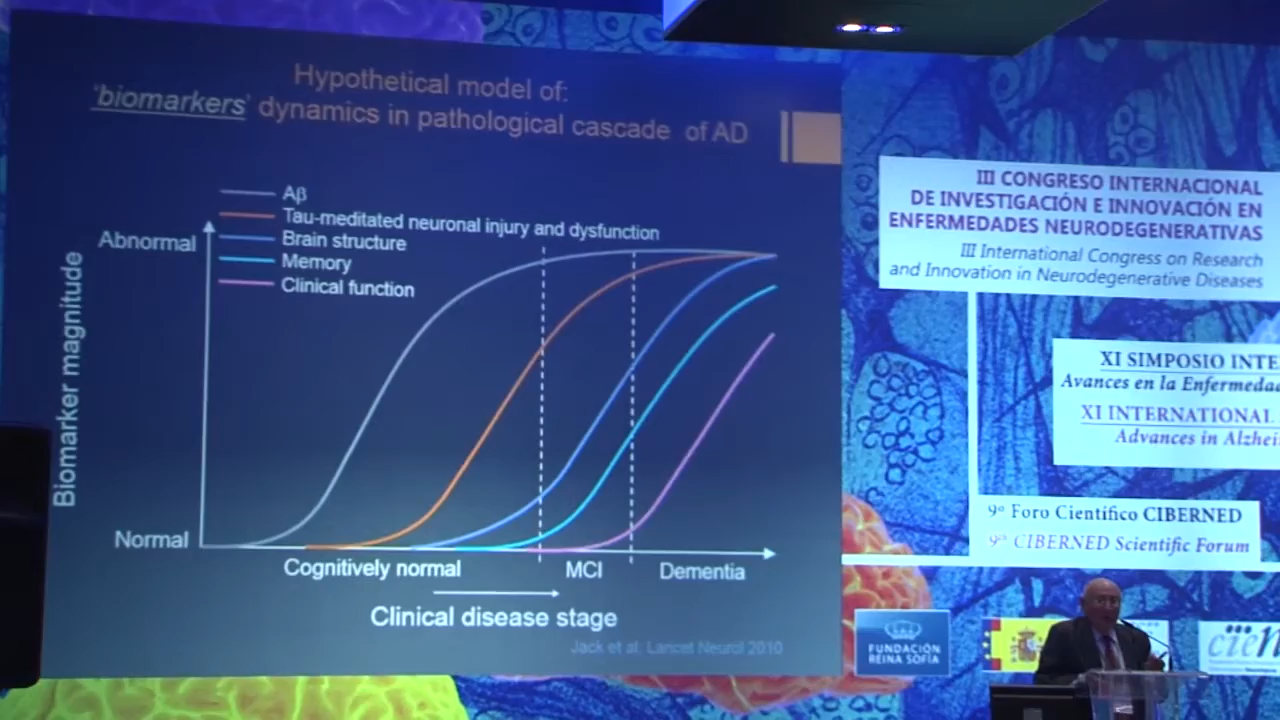 Hypothetical model of:
'biomarkers' dynamics in pathological cascade of AD
Aβ
Tau-meditated neuronal injury and dysfunction
Brain structure
Memory
Clinical function
Abnormal
Biomarker magnitude
Normal
Cognitively normal
MCI
Dementia
Clinical disease stage
Jack et al. Lancet Neurol 2010
III CONGRESO INTERNACIONAL
DE INVESTIGACIÓN E INNOVACIÓN EN
ENFERMEDADES NEURODEGENERATIVAS
III International Congress on Research
and Innovation in Neurodegenerative Diseases
XI SIMPOSIO INTE
Avances en la Enfermeda
XI INTERNATIONAL
Advances in Alzhei
9º Foro Científico CIBERNED
9th CIBERNED Scientific Forum
FUNDACIÓN
REINA SOFÍA
cien